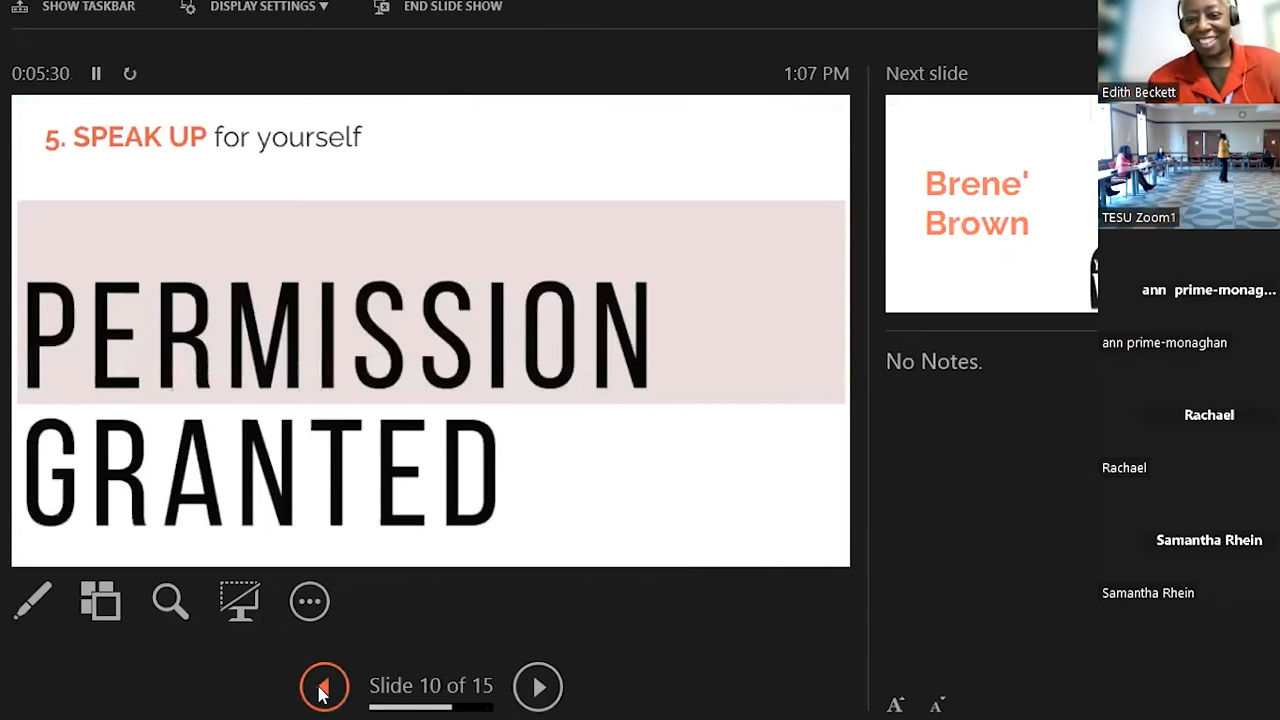 SHOW TASKBAR
DISPLAY SETTINGS ▼
END SLIDE SHOW
0:05:30
1:07 PM
5. SPEAK UP for yourself
PERMISSION
GRANTED
Slide 10 of 15
Next slide
Brene'
Brown
No Notes.
A A
Edith Beckett
TESU Zoom1
ann prime-monag...
ann prime-monaghan
Rachael
Rachael
Samantha Rhein
Samantha Rhein